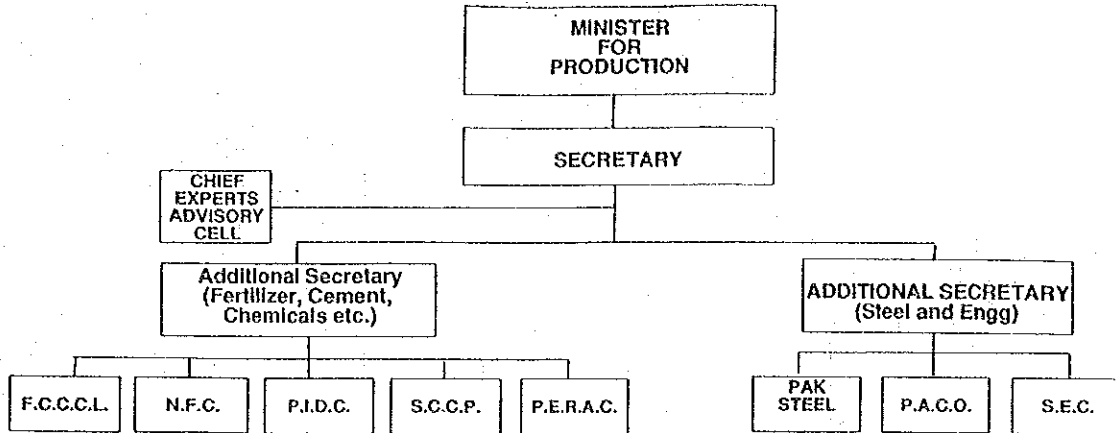 MINISTER
FOR
PRODUCTION
SECRETARY
CHIEF
EXPERTS
ADVISORY
CELL
Additional Secretary
(Fertilizer, Cement,
Chemicals etc.)
ADDITIONAL SECRETARY
(Steel and Engg)
F.C.C.C.L.
N.F.C.
P.I.D.C.
S.C.C.P.
P.E.R.A.C.
PAK
STEEL
P.A.C.O.
S.E.C.